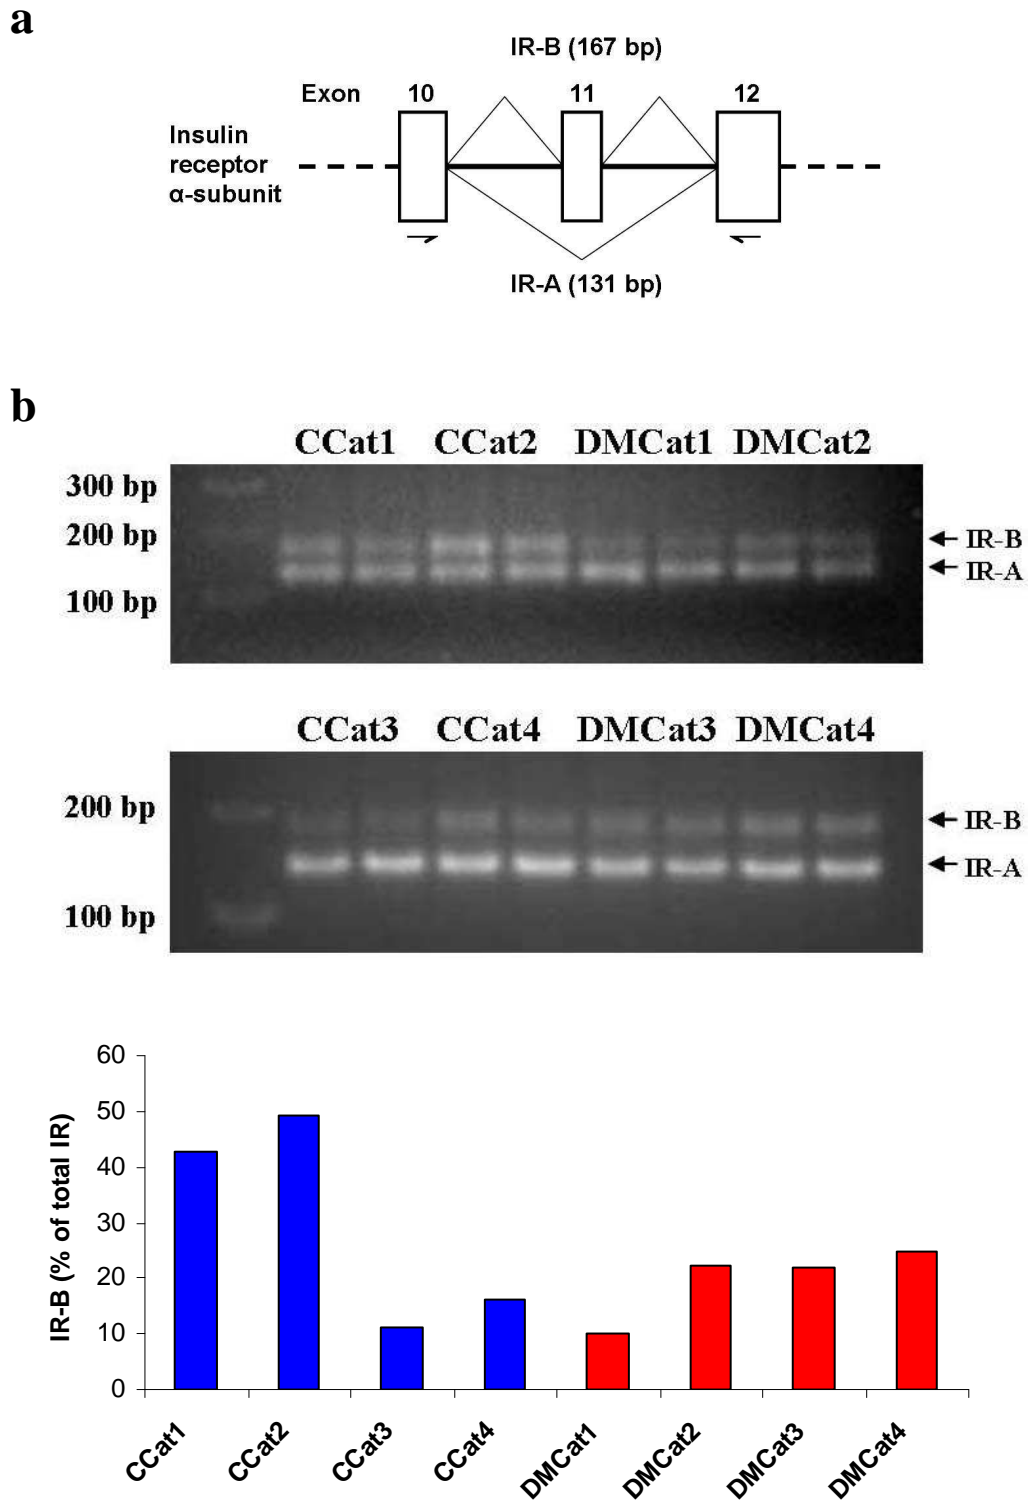 a
IR-B (167 bp)
Exon 10 11 12
Insulin
receptor
α-subunit
IR-A (131 bp)
b
CCat1 CCat2 DMCat1 DMCat2
300 bp
200 bp
100 bp
IR-B
IR-A
CCat3 CCat4 DMCat3 DMCat4
200 bp
100 bp
IR-B
IR-A
IR-B (% of total IR)
60
50
40
30
20
10
0
CCat1
CCat2
CCat3
CCat4
DMCat1
DMCat2
DMCat3
DMCat4